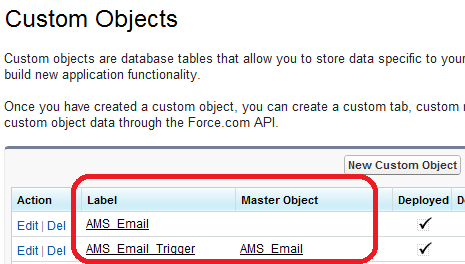 Custom Objects
Custom objects are database tables that allow you to store data specific to your
build new application functionality.
Once you have created a custom object, you can create a custom tab, custom
custom object data through the Force.com API.
New Custom Object
Action Label Master Object Deployed
Edit | Del AMS_Email
Edit | Del AMS_Email_Trigger AMS_Email